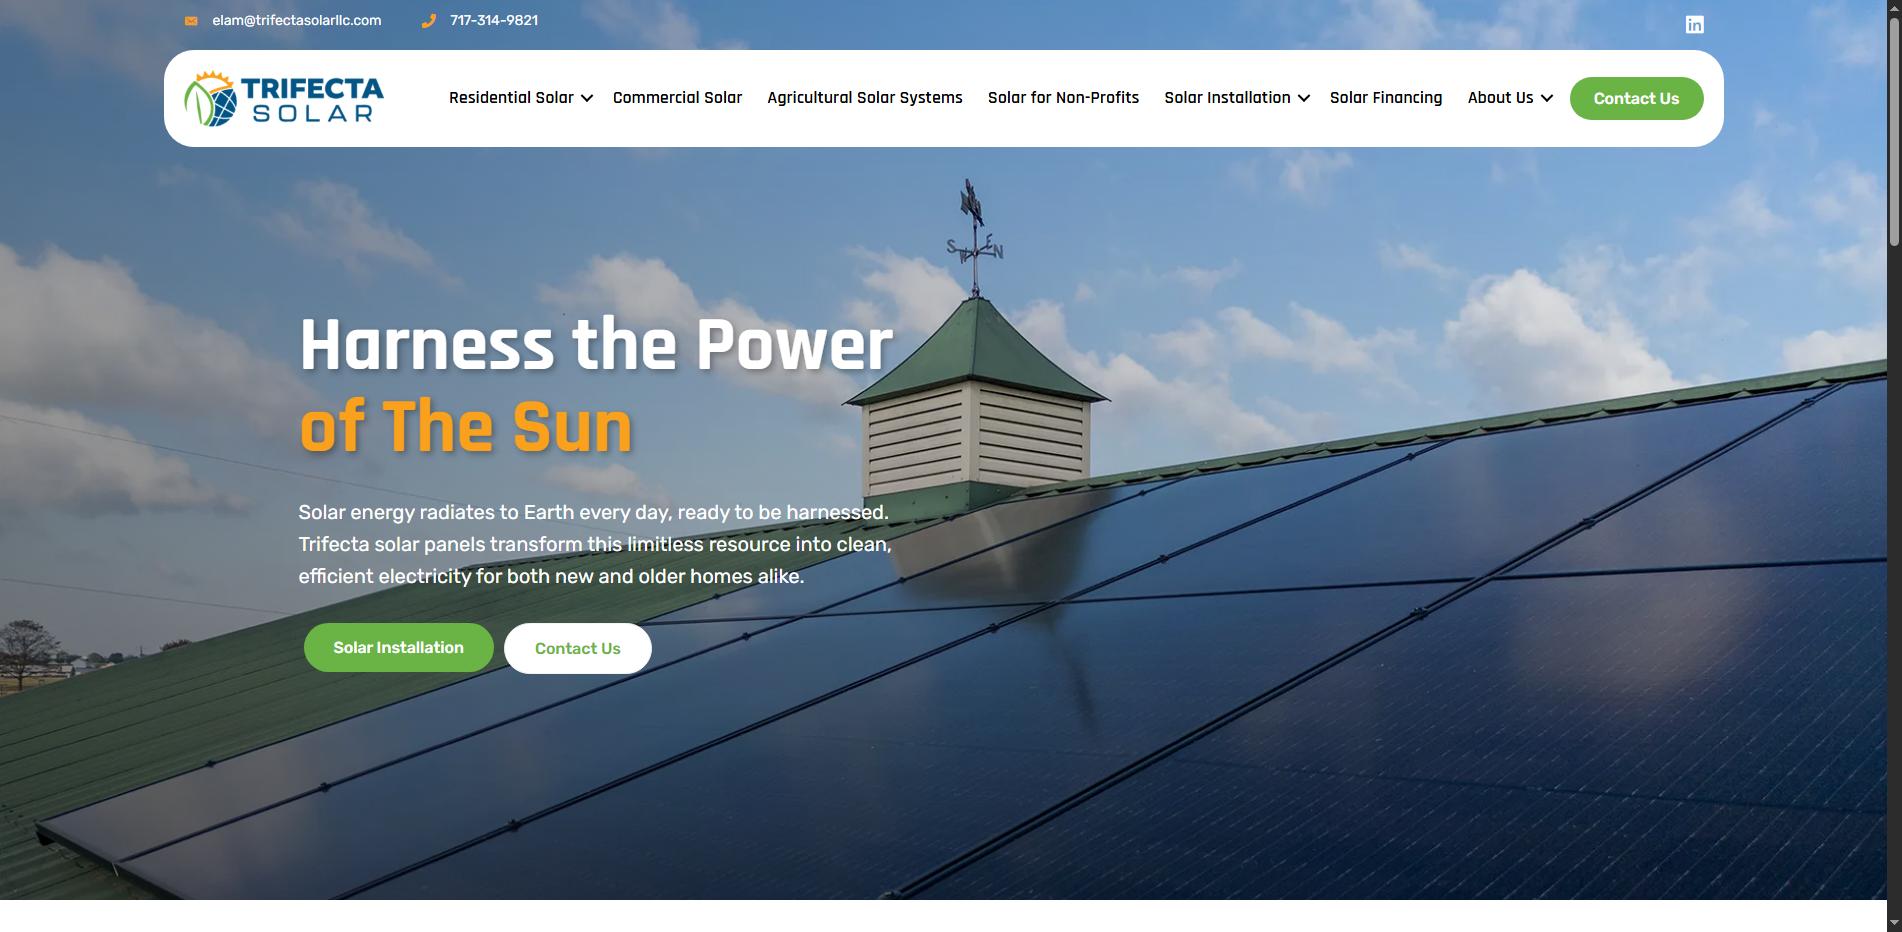 elam@trifectasolarllc.com
717-314-9821
in
TRIFECTA
SOLAR
Residential Solar
Commercial Solar
Agricultural Solar Systems
Solar for Non-Profits
Solar Installation
Solar Financing
About Us
Contact Us
S
E
N
W
Harness the Power
of The Sun
Solar energy radiates to Earth every day, ready to be harnessed.
Trifecta solar panels transform this limitless resource into clean,
efficient electricity for both new and older homes alike.
Solar Installation
Contact Us